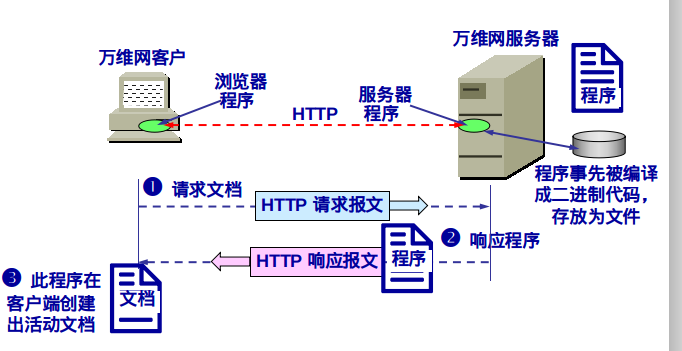 万维网客户
万维网服务器
浏览器
程序
HTTP
服务器
程序
程序
程序事先被编译
成二进制代码，
存放为文件
❶ 请求文档
HTTP 请求报文
❷ 响应程序
HTTP 响应报文
程序
❸ 此程序在
客户端创建
出活动文档
文档